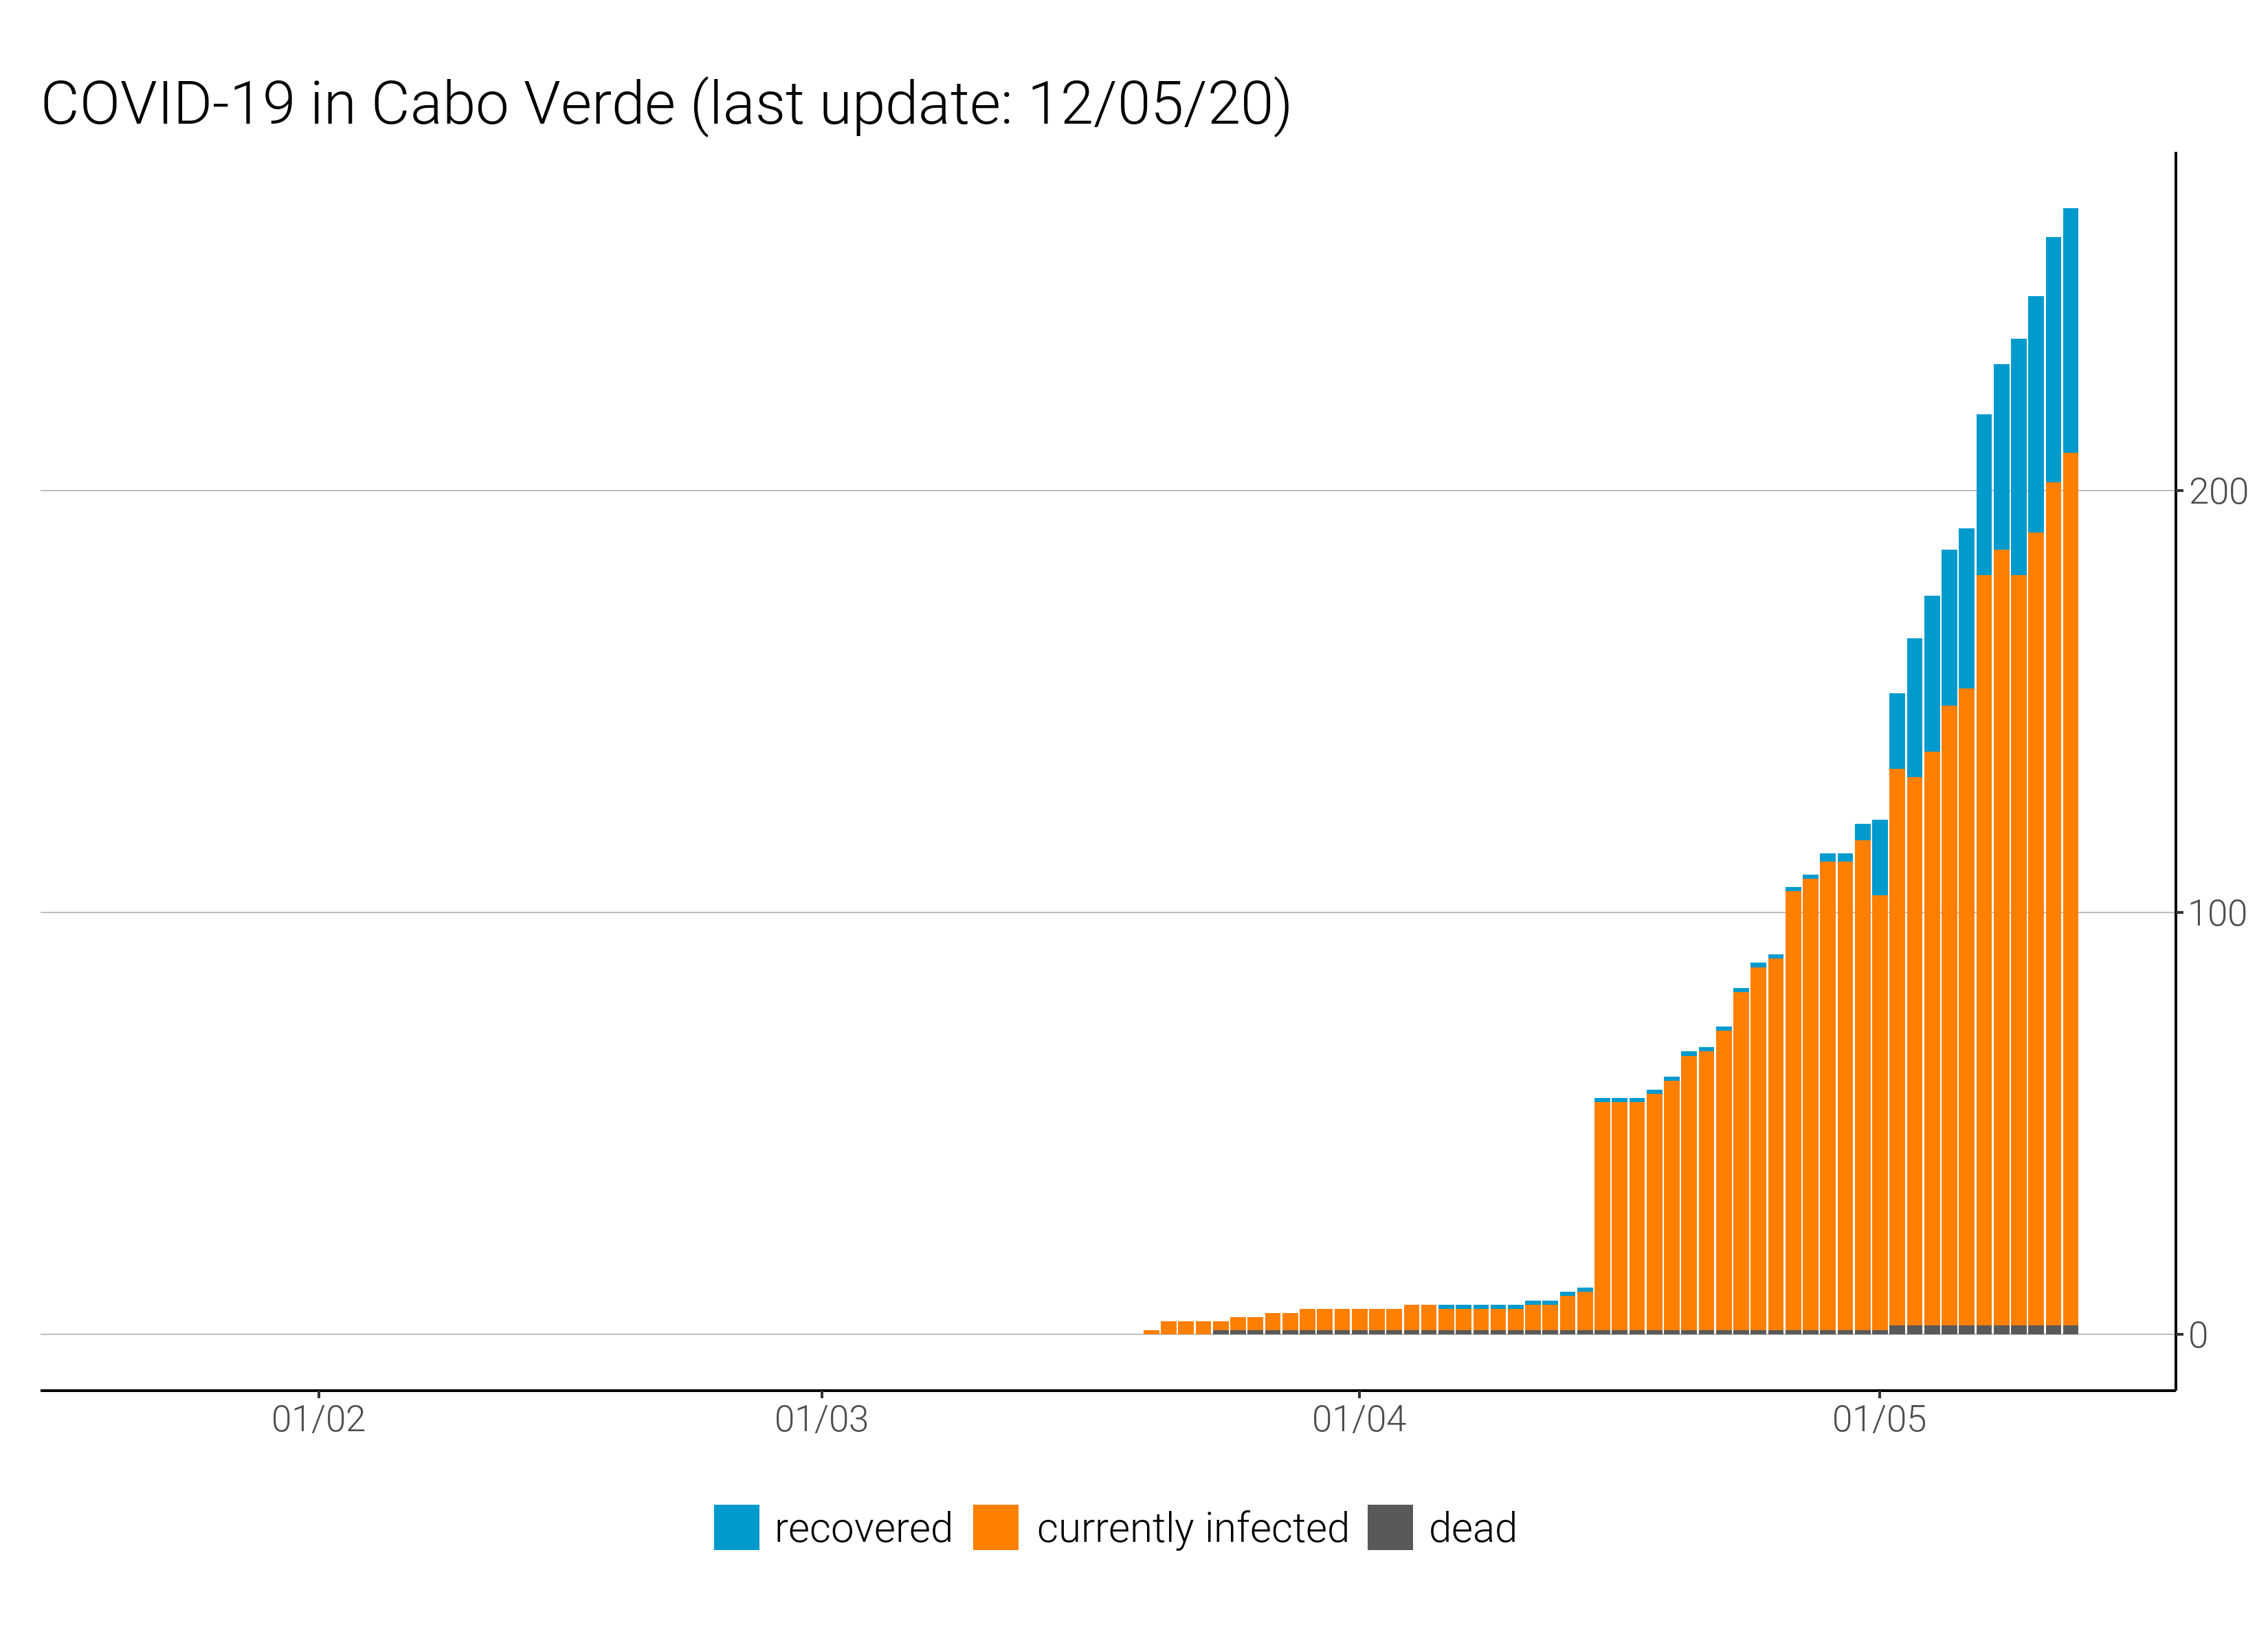 COVID-19 in Cabo Verde (last update: 12/05/20)
200
100
0
01/02 01/03 01/04 01/05
recovered currently infected dead